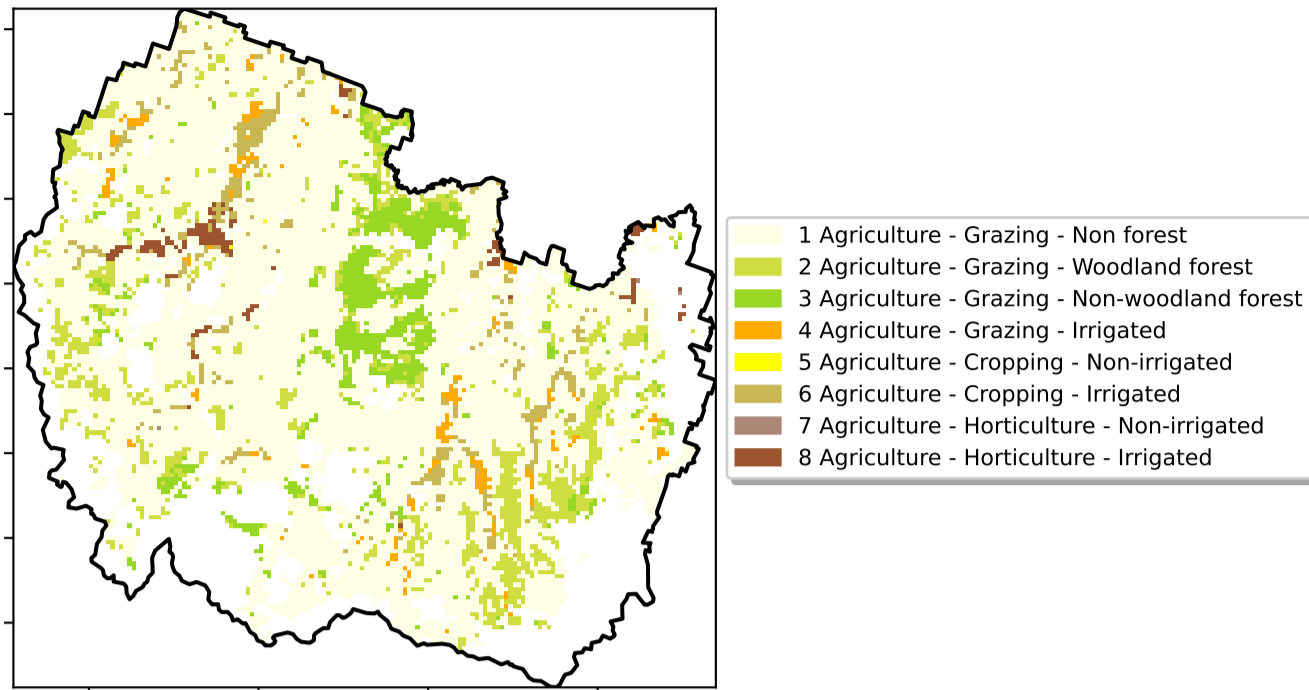 1 Agriculture - Grazing - Non forest
2 Agriculture - Grazing - Woodland forest
3 Agriculture - Grazing - Non-woodland forest
4 Agriculture - Grazing - Irrigated
5 Agriculture - Cropping - Non-irrigated
6 Agriculture - Cropping - Irrigated
7 Agriculture - Horticulture - Non-irrigated
8 Agriculture - Horticulture - Irrigated